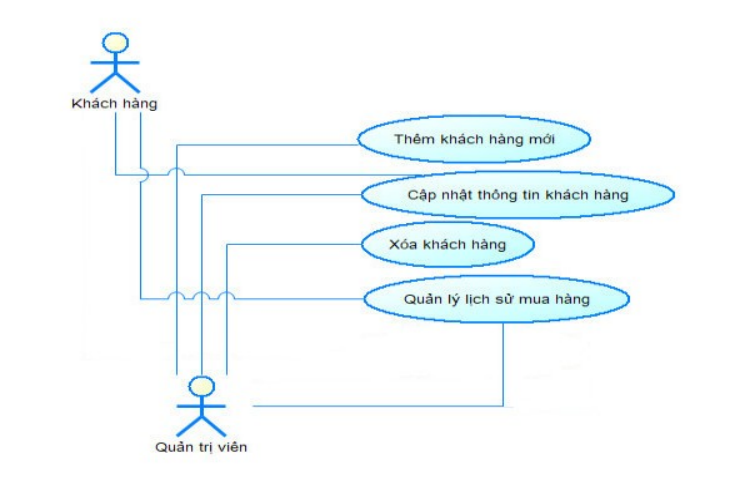 Khách hàng
Thêm khách hàng mới
Cập nhật thông tin khách hàng
Xóa khách hàng
Quản lý lịch sử mua hàng
Quản trị viên